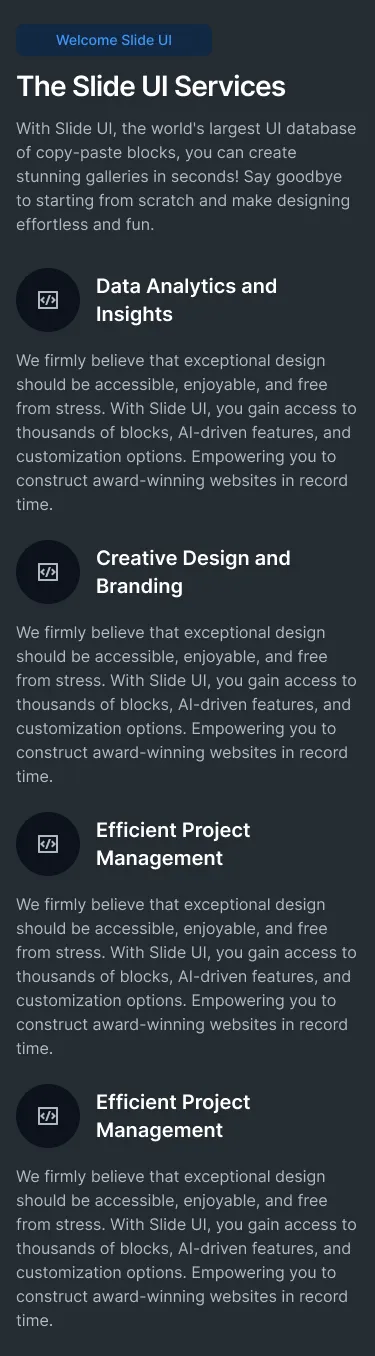 Welcome Slide UI
The Slide UI Services
With Slide UI, the world's largest UI database
of copy-paste blocks, you can create
stunning galleries in seconds! Say goodbye
to starting from scratch and make designing
effortless and fun.
Data Analytics and
Insights
We firmly believe that exceptional design
should be accessible, enjoyable, and free
from stress. With Slide UI, you gain access to
thousands of blocks, AI-driven features, and
customization options. Empowering you to
construct award-winning websites in record
time.
Creative Design and
Branding
We firmly believe that exceptional design
should be accessible, enjoyable, and free
from stress. With Slide UI, you gain access to
thousands of blocks, AI-driven features, and
customization options. Empowering you to
construct award-winning websites in record
time.
Efficient Project
Management
We firmly believe that exceptional design
should be accessible, enjoyable, and free
from stress. With Slide UI, you gain access to
thousands of blocks, AI-driven features, and
customization options. Empowering you to
construct award-winning websites in record
time.
Efficient Project
Management
We firmly believe that exceptional design
should be accessible, enjoyable, and free
from stress. With Slide UI, you gain access to
thousands of blocks, AI-driven features, and
customization options. Empowering you to
construct award-winning websites in record
time.